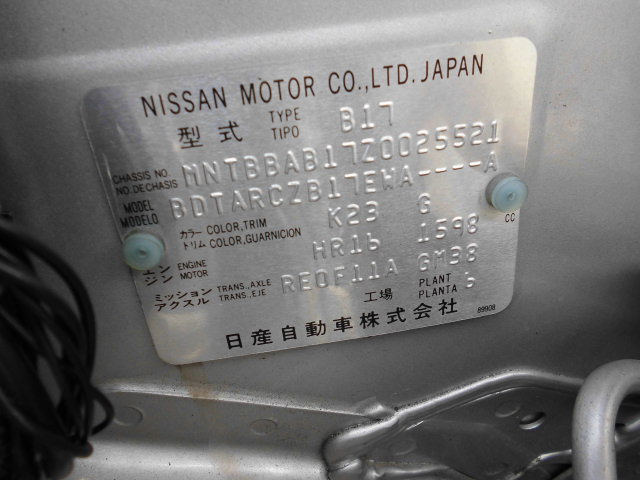 NISSAN MOTOR CO.,LTD. JAPAN
型式 TYPE TIPO B17
CHASSIS NO. NO.DE CHASIS MNTBBAB17Z0025521
MODEL MODELO BDTARCZB17EWA----A
カラー トリム COLOR,TRIM COLOR,GUARNICION K23 G
エンジン ENGINE MOTOR HR16 1598 CC
ミッション アクスル TRANS.,AXLE TRANS.,EJE RE0F11A GM38
工場 PLANT PLANTA 6
日産自動車株式会社 89908